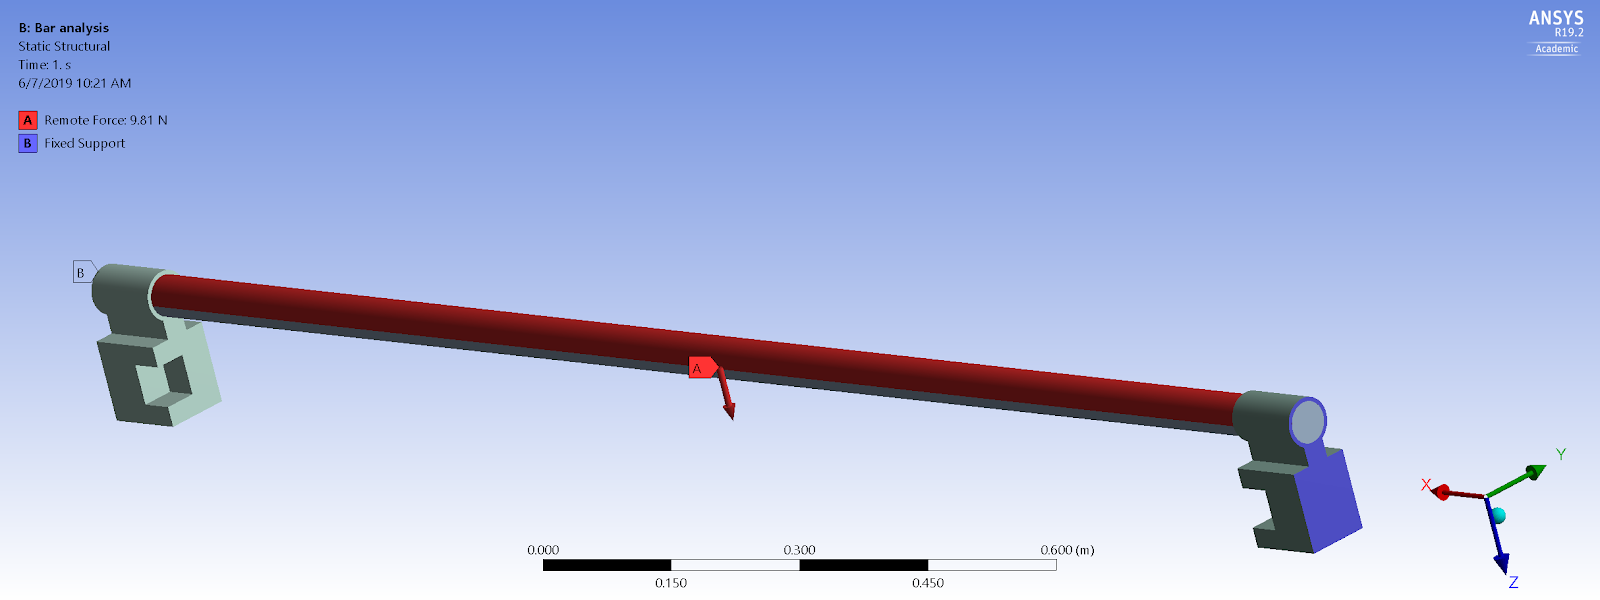 B: Bar analysis
Static Structural
Time: 1. s
6/7/2019 10:21 AM
A Remote Force: 9.81 N
B Fixed Support
ANSYS
R19.2
Academic
B
A
X
Y
Z
0.000 0.300 0.600 (m)
0.150 0.450